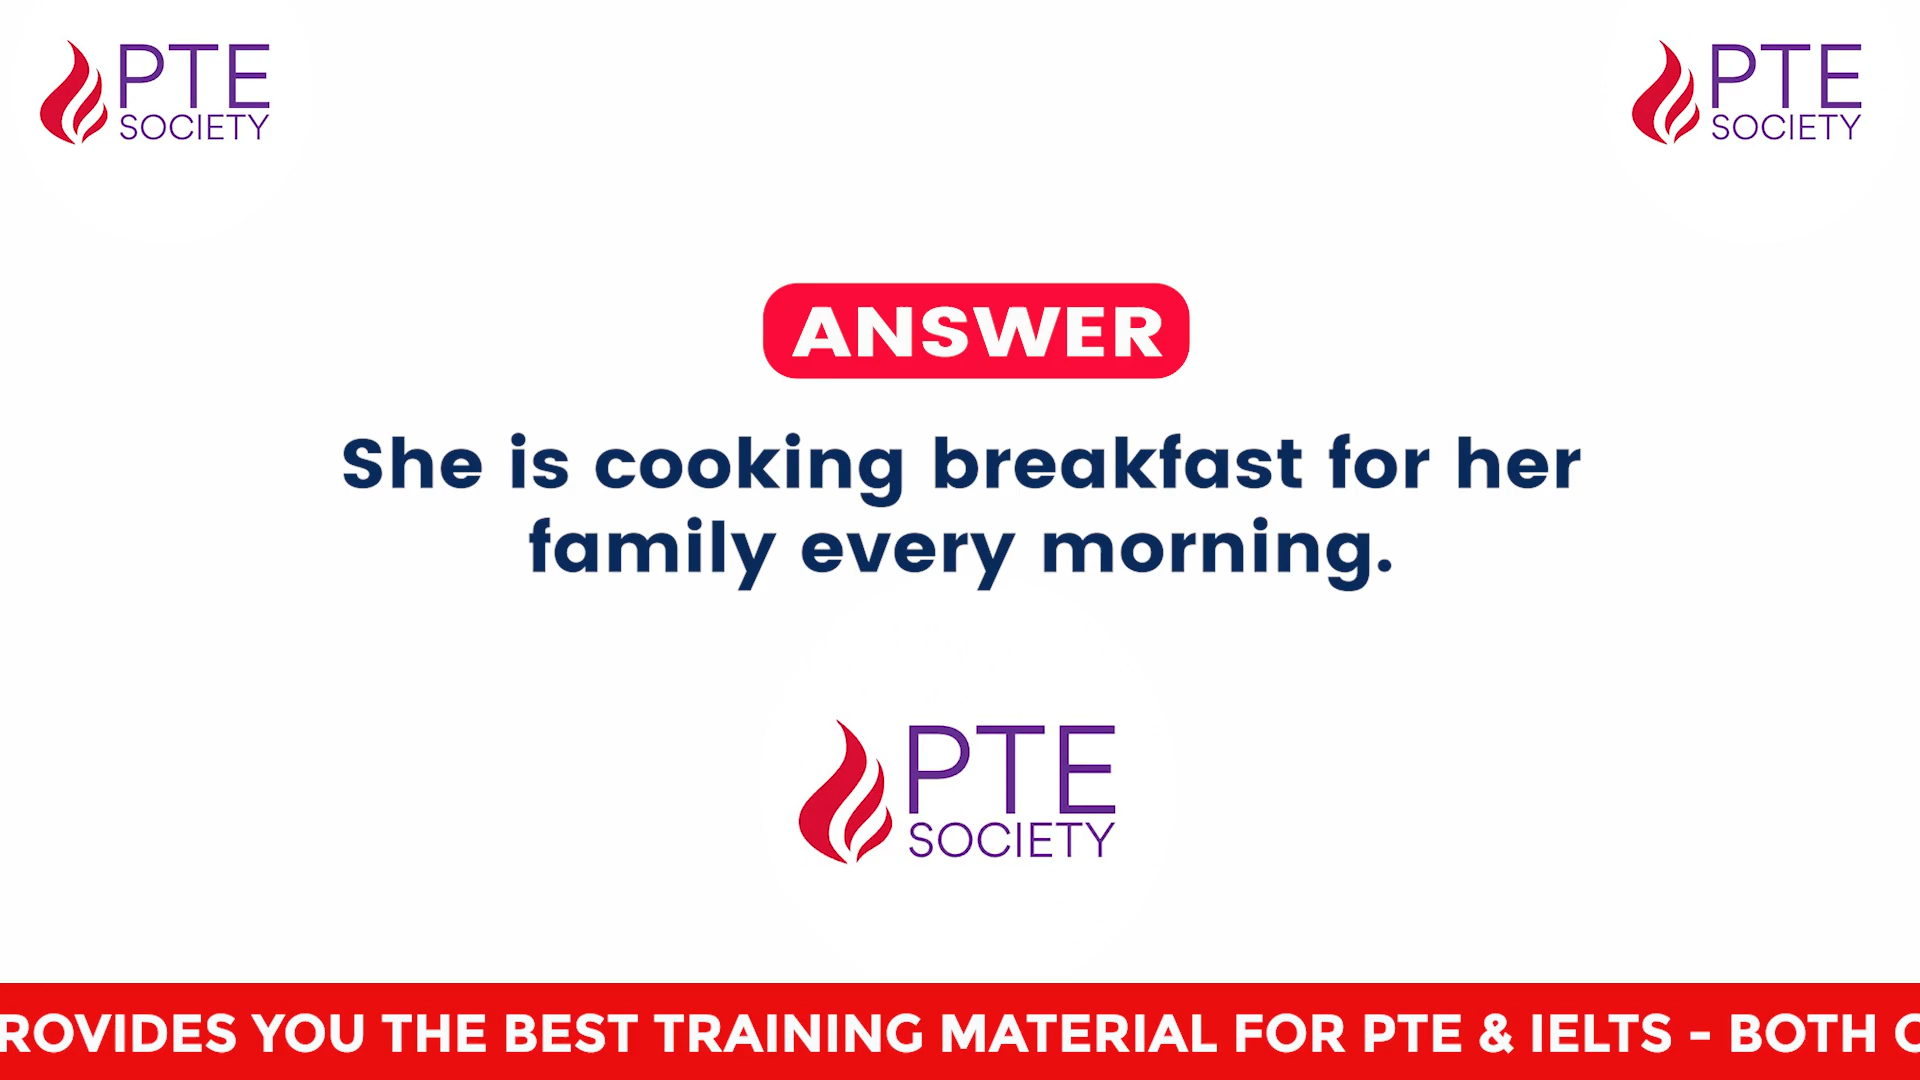 PTE
SOCIETY
PTE
SOCIETY
ANSWER
She is cooking breakfast for her
family every morning.
PTE
SOCIETY
ROVIDES YOU THE BEST TRAINING MATERIAL FOR PTE & IELTS - BOTH